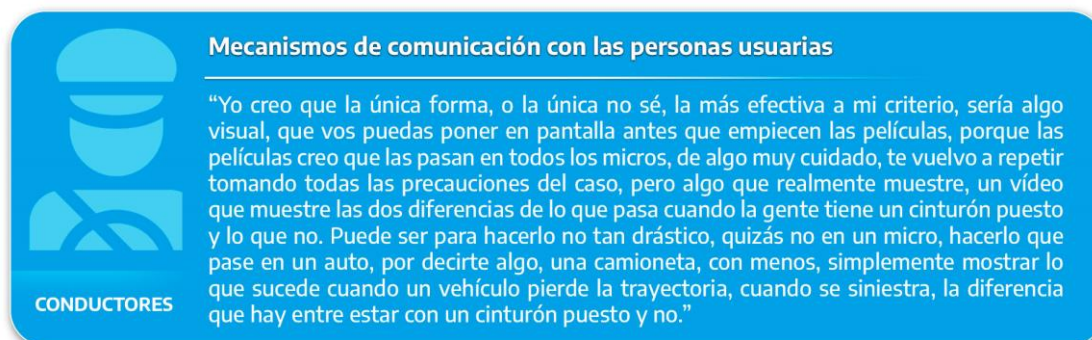 Mecanismos de comunicación con las personas usuarias
“Yo creo que la única forma, o la única no sé, la más efectiva a mi criterio, sería algo
visual, que vos puedas poner en pantalla antes que empiecen las películas, porque las
películas creo que las pasan en todos los micros, de algo muy cuidado, te vuelvo a repetir
tomando todas las precauciones del caso, pero algo que realmente muestre, un vídeo
que muestre las dos diferencias de lo que pasa cuando la gente tiene un cinturón puesto
y lo que no. Puede ser para hacerlo no tan drástico, quizás no en un micro, hacerlo que
pase en un auto, por decirte algo, una camioneta, con menos, simplemente mostrar lo
que sucede cuando un vehículo pierde la trayectoria, cuando se siniestra, la diferencia
que hay entre estar con un cinturón puesto y no.”
CONDUCTORES